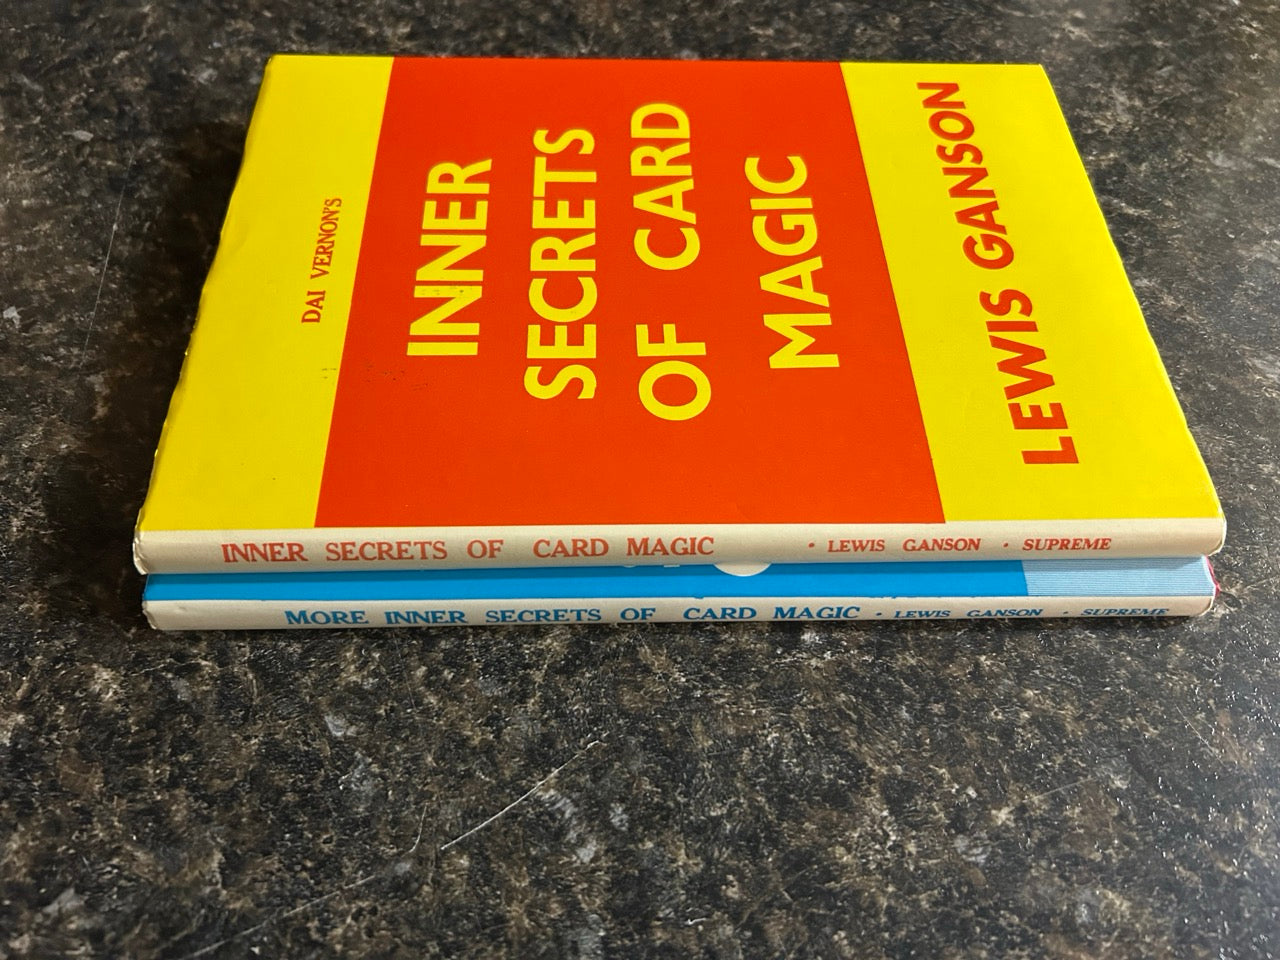 DAI VERNON'S
INNER
SECRETS
OF CARD
MAGIC
LEWIS GANSON
INNER SECRETS OF CARD MAGIC • LEWIS GANSON • SUPREME
MORE INNER SECRETS OF CARD MAGIC • LEWIS GANSON • SUPREME